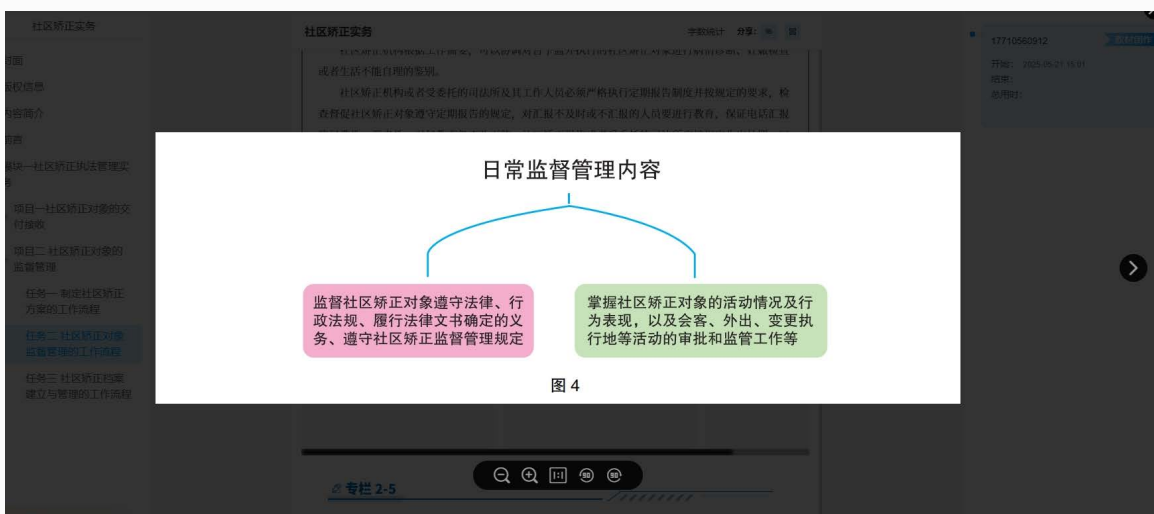 社区矫正实务
社区矫正实务
字数统计 分享:
17710560912
开始： 2025-05-21 15:01
结束：
总用时：
或者生活不能自理的鉴别。
社区矫正机构或者受委托的司法所及其工作人员必须严格执行定期报告制度并按规定的要求，检
查督促社区矫正对象遵守定期报告的规定，对汇报不及时或不汇报的人员要进行教育，保证电话汇报
版权信息
内容简介
模块一社区矫正执法管理实
项目一社区矫正对象的交
付接收
项目二 社区矫正对象的
监督管理
任务一 制定社区矫正
方案的工作流程
任务二 社区矫正对象
监督管理的工作流程
任务三 社区矫正档案
建立与管理的工作流程
日常监督管理内容
监督社区矫正对象遵守法律、行
政法规、履行法律文书确定的义
务、遵守社区矫正监督管理规定
掌握社区矫正对象的活动情况及行
为表现，以及会客、外出、变更执
行地等活动的审批和监管工作等
图 4
专栏 2-5